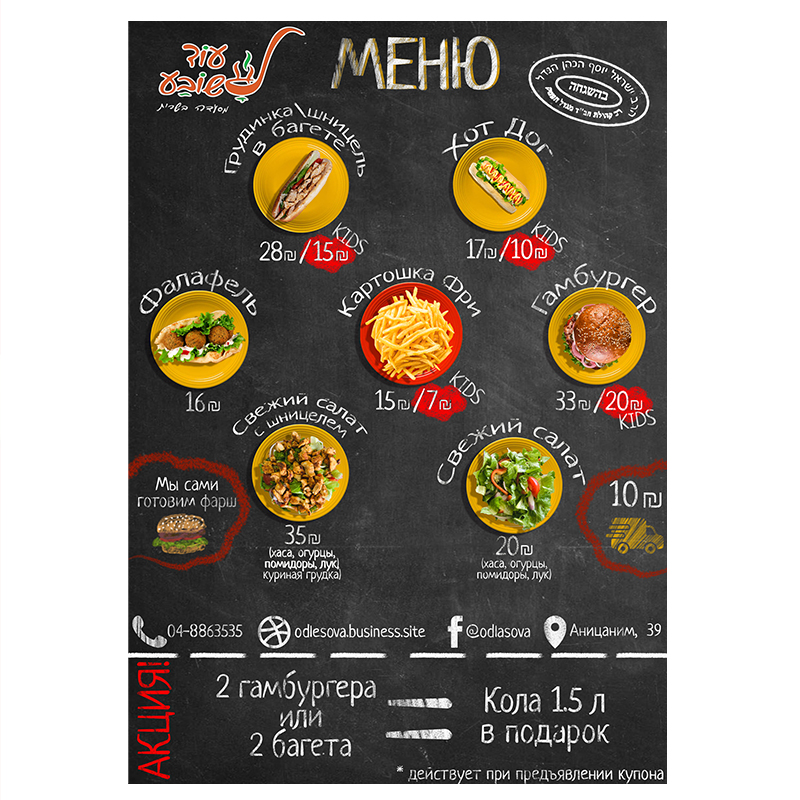 עוד
לשובע
מסעדה בשרית
МЕНЮ
בהשגחה
Грудинка\шницель
в багете
28₪/15₪
KIDS
Хот Дог
17₪/10₪
KIDS
Фалафель
16₪
Картошка Фри
15₪/7₪
KIDS
Гамбургер
33₪/20₪
KIDS
Свежий салат
с шницелем
35₪
(хаса, огурцы,
помидоры, лук)
куриная грудка)
Свежий салат
20₪
(хаса, огурцы,
помидоры, лук)
Мы сами
готовим фарш
10₪
04-8863535
odlesova.business.site
@odlasova
Аницаним, 39
АКЦИЯ!
2 гамбургера
или
2 багета
Кола 1.5 л
в подарок
* действует при предъявлении купона